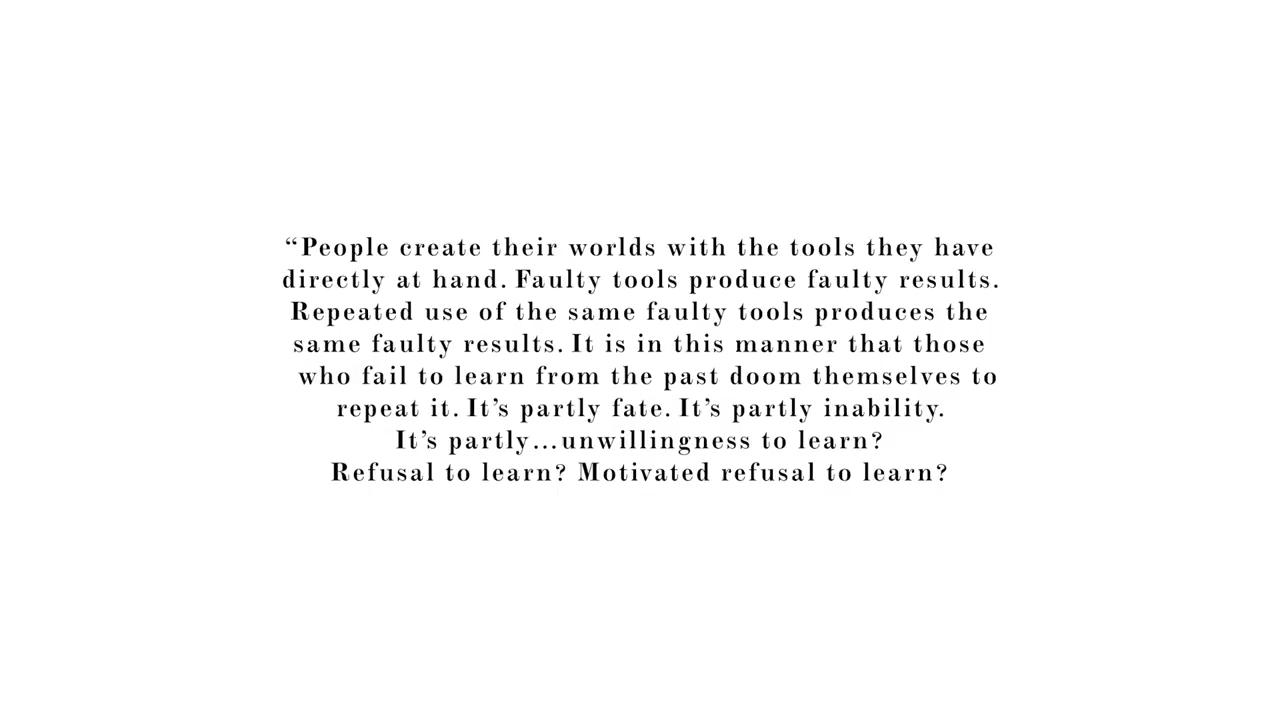 “People create their worlds with the tools they have
directly at hand. Faulty tools produce faulty results.
Repeated use of the same faulty tools produces the
same faulty results. It is in this manner that those
who fail to learn from the past doom themselves to
repeat it. It’s partly fate. It’s partly inability.
It’s partly…unwillingness to learn?
Refusal to learn? Motivated refusal to learn?